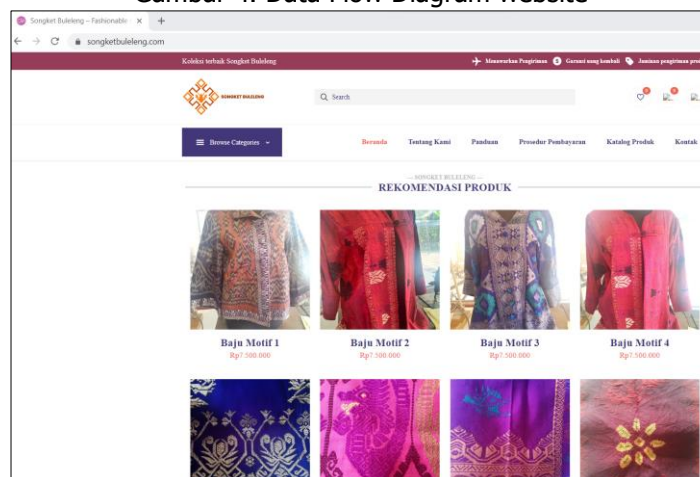 Gambar 4. Data Flow Diagram Website
Songket Buleleng – Fashionable
songketbuleleng.com
Koleksi terbaik Songket Buleleng
Menawarkan Pengiriman
Garansi uang kembali
Jaminan pengiriman
SONGKET BULELENG
Search
0
0
Browse Categories
Beranda Tentang Kami Panduan Prosedur Pembayaran Katalog Produk Kontak
— SONGKET BULELENG —
REKOMENDASI PRODUK
Baju Motif 1 Baju Motif 2 Baju Motif 3 Baju Motif 4
Rp7.500.000 Rp7.500.000 Rp7.500.000 Rp7.500.000